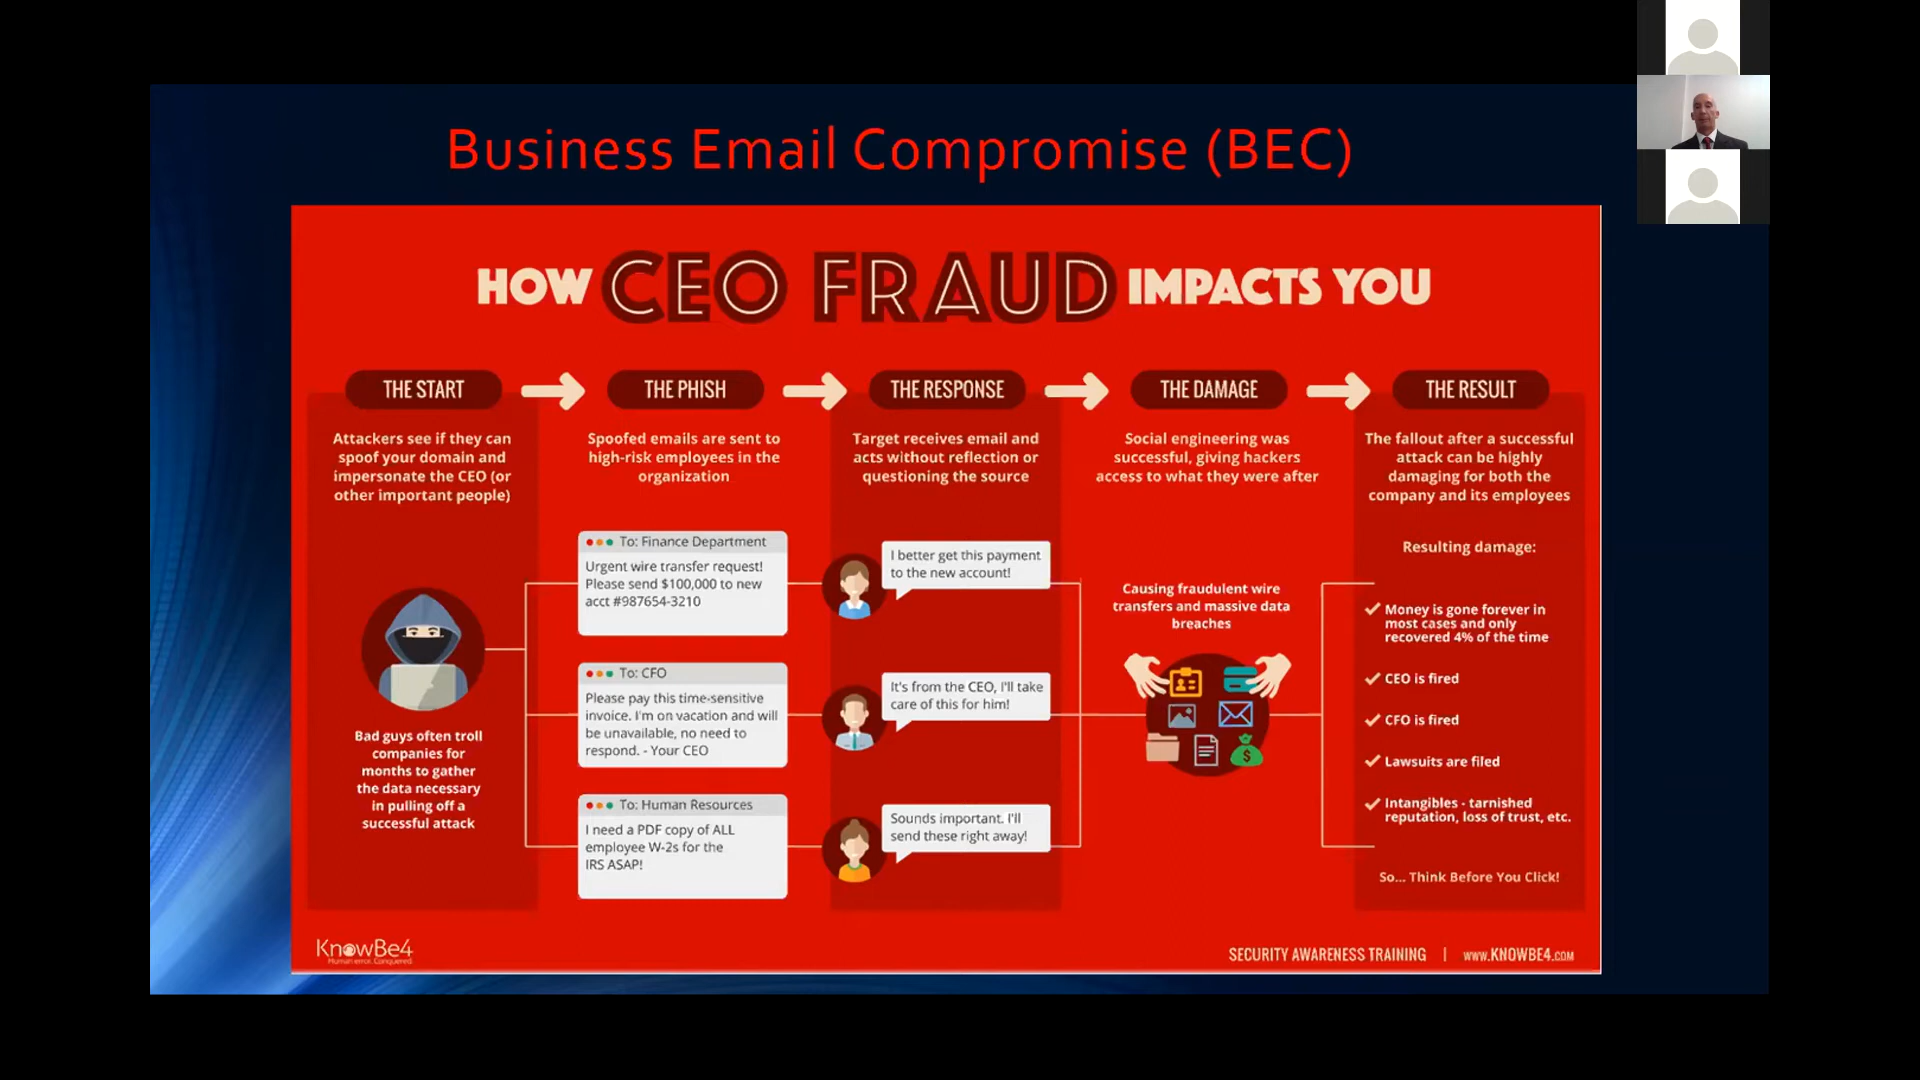 Business Email Compromise (BEC)
HOW CEO FRAUD IMPACTS YOU
THE START
Attackers see if they can
spoof your domain and
impersonate the CEO (or
other important people)
Bad guys often troll
companies for
months to gather
the data necessary
in pulling off a
successful attack
THE PHISH
Spoofed emails are sent to
high-risk employees in the
organization
To: Finance Department
Urgent wire transfer request!
Please send $100,000 to new
acct #987654-3210
To: CFO
Please pay this time-sensitive
invoice. I'm on vacation and will
be unavailable, no need to
respond. - Your CEO
To: Human Resources
I need a PDF copy of ALL
employee W-2s for the
IRS ASAP!
THE RESPONSE
Target receives email and
acts without reflection or
questioning the source
I better get this payment
to the new account!
It's from the CEO, I'll take
care of this for him!
Sounds important. I'll
send these right away!
THE DAMAGE
Social engineering was
successful, giving hackers
access to what they were after
Causing fraudulent wire
transfers and massive data
breaches
$
THE RESULT
The fallout after a successful
attack can be highly
damaging for both the
company and its employees
Resulting damage:
Money is gone forever in
most cases and only
recovered 4% of the time
CEO is fired
CFO is fired
Lawsuits are filed
Intangibles - tarnished
reputation, loss of trust, etc.
So... Think Before You Click!
KnowBe4
Human error. Conquered.
SECURITY AWARENESS TRAINING | WWW.KNOWBE4.COM